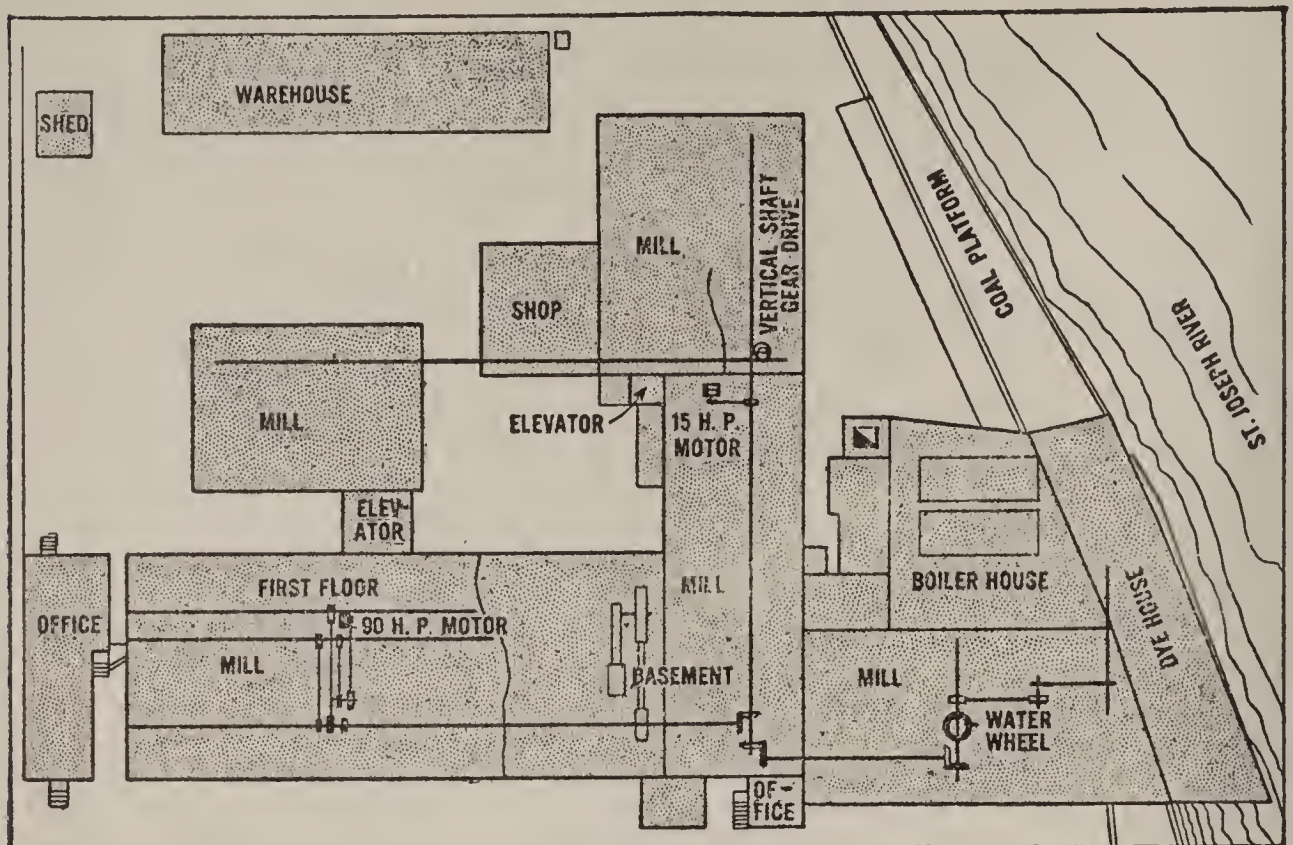 WAREHOUSE
SHED
MILL
VERTICAL SHAFT
GEAR DRIVE
COAL PLATFORM
ST. JOSEPH RIVER
SHOP
MILL
ELEVATOR
15 H. P.
MOTOR
ELEV-
ATOR
FIRST FLOOR
90 H. P. MOTOR
OFFICE
MILL
BASEMENT
MILL
BOILER HOUSE
DYE HOUSE
MILL
WATER
WHEEL
OF-
FICE